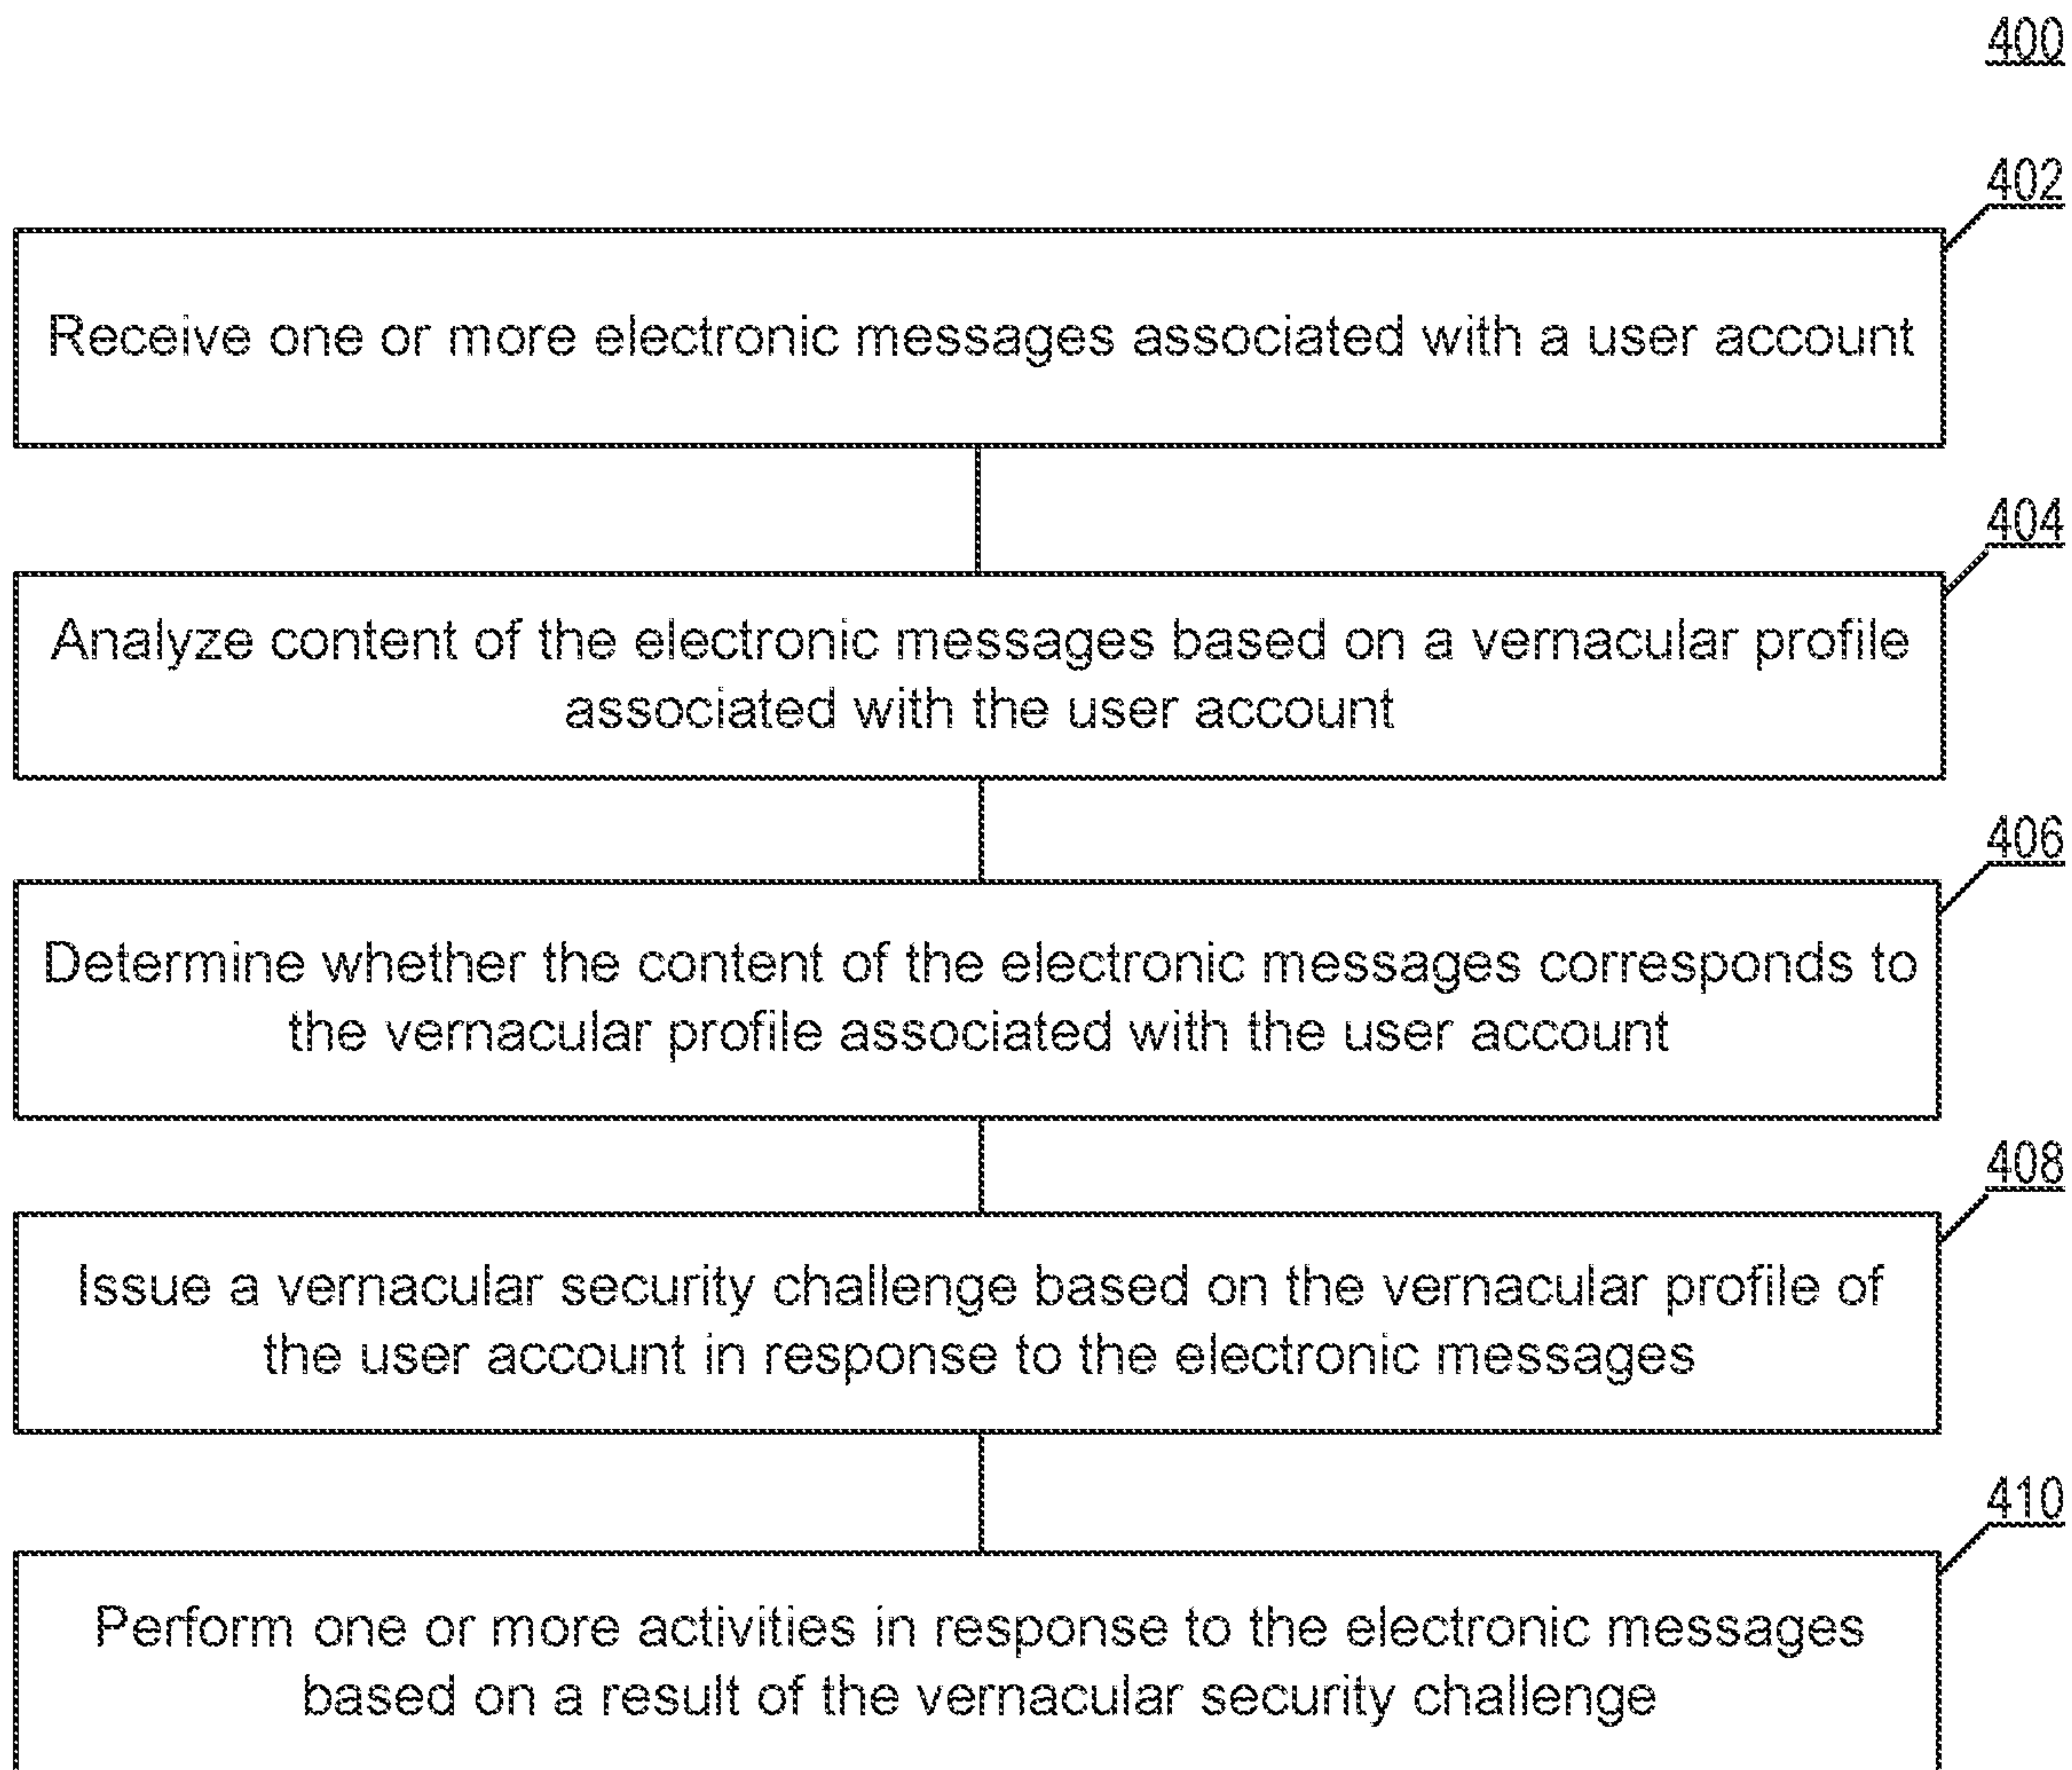 400
402
Receive one or more electronic messages associated with a user account
404
Analyze content of the electronic messages based on a vernacular profile
associated with the user account
406
Determine whether the content of the electronic messages corresponds to
the vernacular profile associated with the user account
408
Issue a vernacular security challenge based on the vernacular profile of
the user account in response to the electronic messages
410
Perform one or more activities in response to the electronic messages
based on a result of the vernacular security challenge